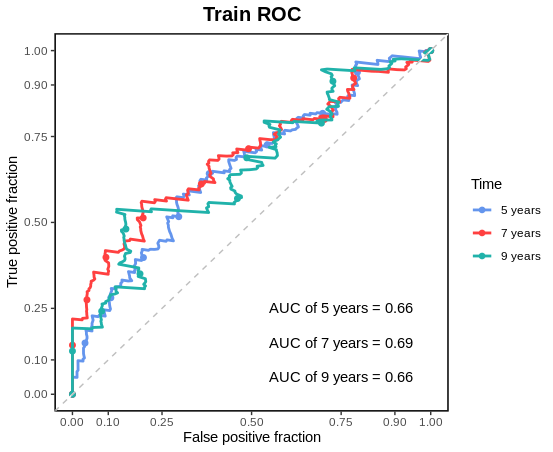 Train ROC
True positive fraction
1.00
0.90
0.75
0.50
0.25
0.10
0.00
AUC of 5 years = 0.66
AUC of 7 years = 0.69
AUC of 9 years = 0.66
0.00 0.10 0.25 0.50 0.75 0.90 1.00
False positive fraction
Time
5 years
7 years
9 years